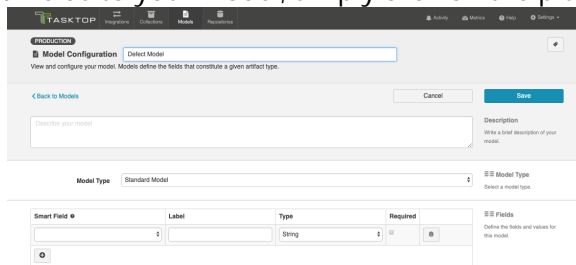 TASKTOP Integrations Collections Models Repositories Activity Metrics Help Settings
PRODUCTION
Model Configuration Defect Model
View and configure your model. Models define the fields that constitute a given artifact type.
Back to Models Cancel Save
Describe your model
Description
Write a brief description of your
model.
Model Type Standard Model
Model Type
Select a model type.
Smart Field Label Type Required
String
Fields
Define the fields and values for
this model.